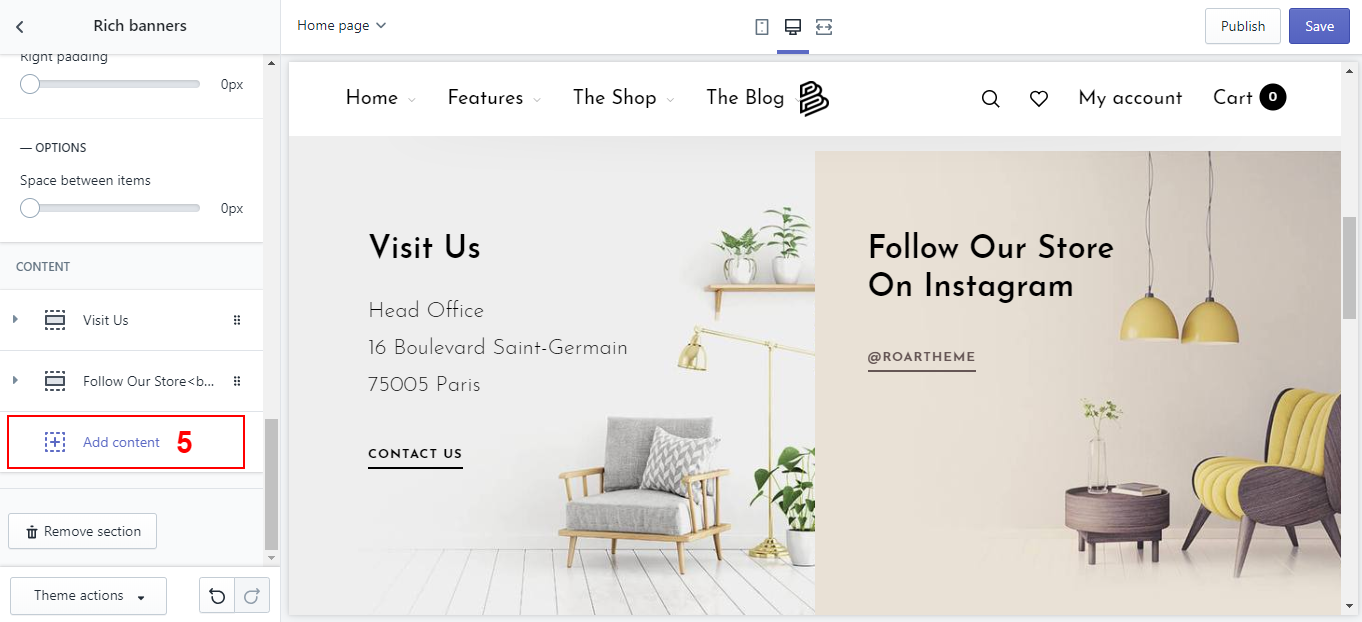 Rich banners
Home page
Publish
Save
Right padding
0px
— OPTIONS
Space between items
0px
CONTENT
Visit Us
Follow Our Store<b...
Add content
5
Remove section
Theme actions
Home
Features
The Shop
The Blog
My account
Cart
0
Visit Us
Head Office
16 Boulevard Saint-Germain
75005 Paris
CONTACT US
Follow Our Store
On Instagram
@ROARTHEME